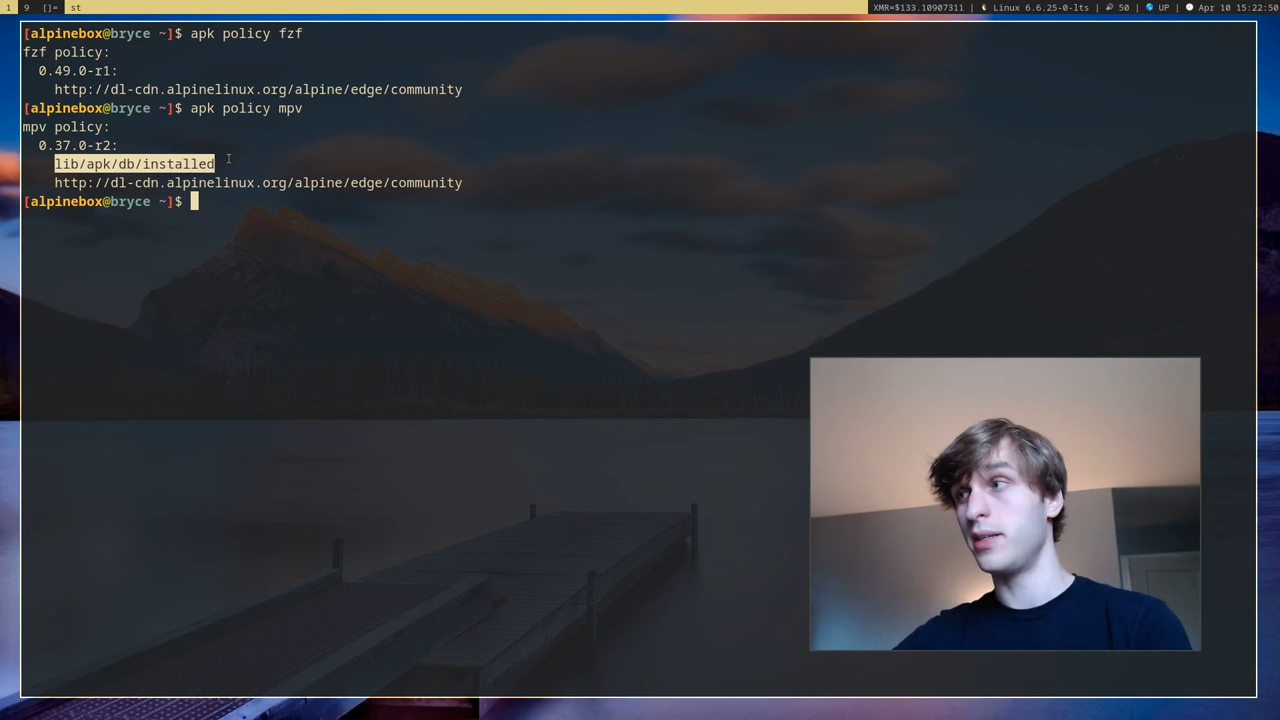 1 9 []= st XMR=$133.10907311 | Linux 6.6.25-0-lts | 50 | UP | Apr 10 15:22:50
[alpinebox@bryce ~]$ apk policy fzf
fzf policy:
  0.49.0-r1:
    http://dl-cdn.alpinelinux.org/alpine/edge/community
[alpinebox@bryce ~]$ apk policy mpv
mpv policy:
  0.37.0-r2:
    lib/apk/db/installed
    http://dl-cdn.alpinelinux.org/alpine/edge/community
[alpinebox@bryce ~]$